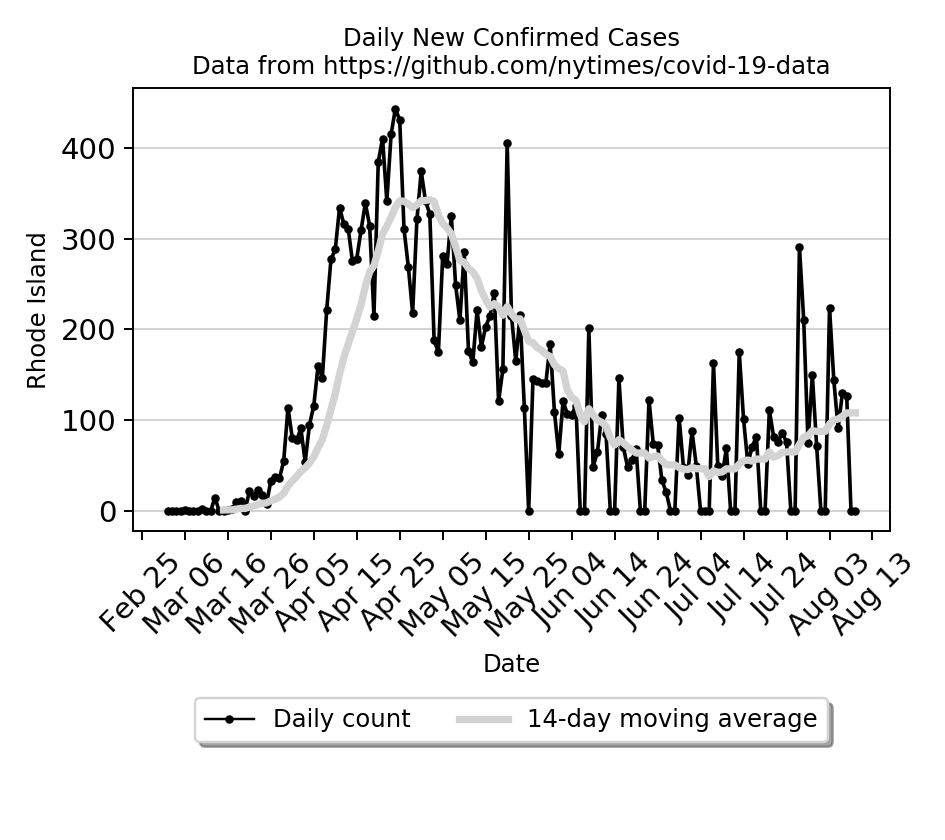 Daily New Confirmed Cases
Data from https://github.com/nytimes/covid-19-data
Rhode Island
400
300
200
100
0
Feb 25
Mar 06
Mar 16
Mar 26
Apr 05
Apr 15
Apr 25
May 05
May 15
May 25
Jun 04
Jun 14
Jun 24
Jul 04
Jul 14
Jul 24
Aug 03
Aug 13
Date
Daily count
14-day moving average